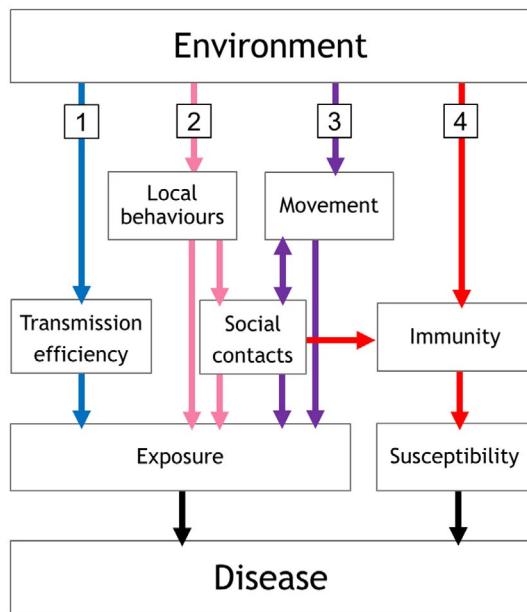 Environment
1
2
3
4
Local
behaviours
Movement
Transmission
efficiency
Social
contacts
Immunity
Exposure
Susceptibility
Disease